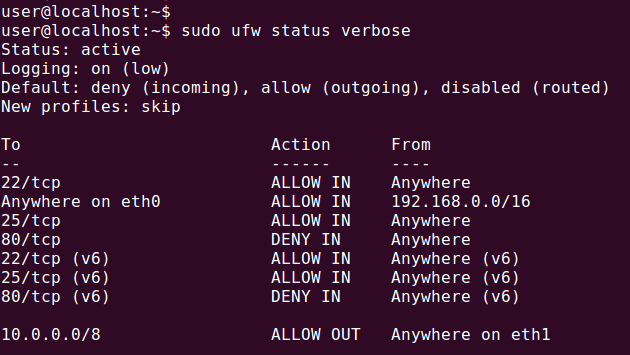 user@localhost:~$
user@localhost:~$ sudo ufw status verbose
Status: active
Logging: on (low)
Default: deny (incoming), allow (outgoing), disabled (routed)
New profiles: skip
To                         Action      From
--                         ------      ----
22/tcp                     ALLOW IN    Anywhere
Anywhere on eth0           ALLOW IN    192.168.0.0/16
25/tcp                     ALLOW IN    Anywhere
80/tcp                     DENY IN     Anywhere
22/tcp (v6)                ALLOW IN    Anywhere (v6)
25/tcp (v6)                ALLOW IN    Anywhere (v6)
80/tcp (v6)                DENY IN     Anywhere (v6)
10.0.0.0/8                 ALLOW OUT   Anywhere on eth1